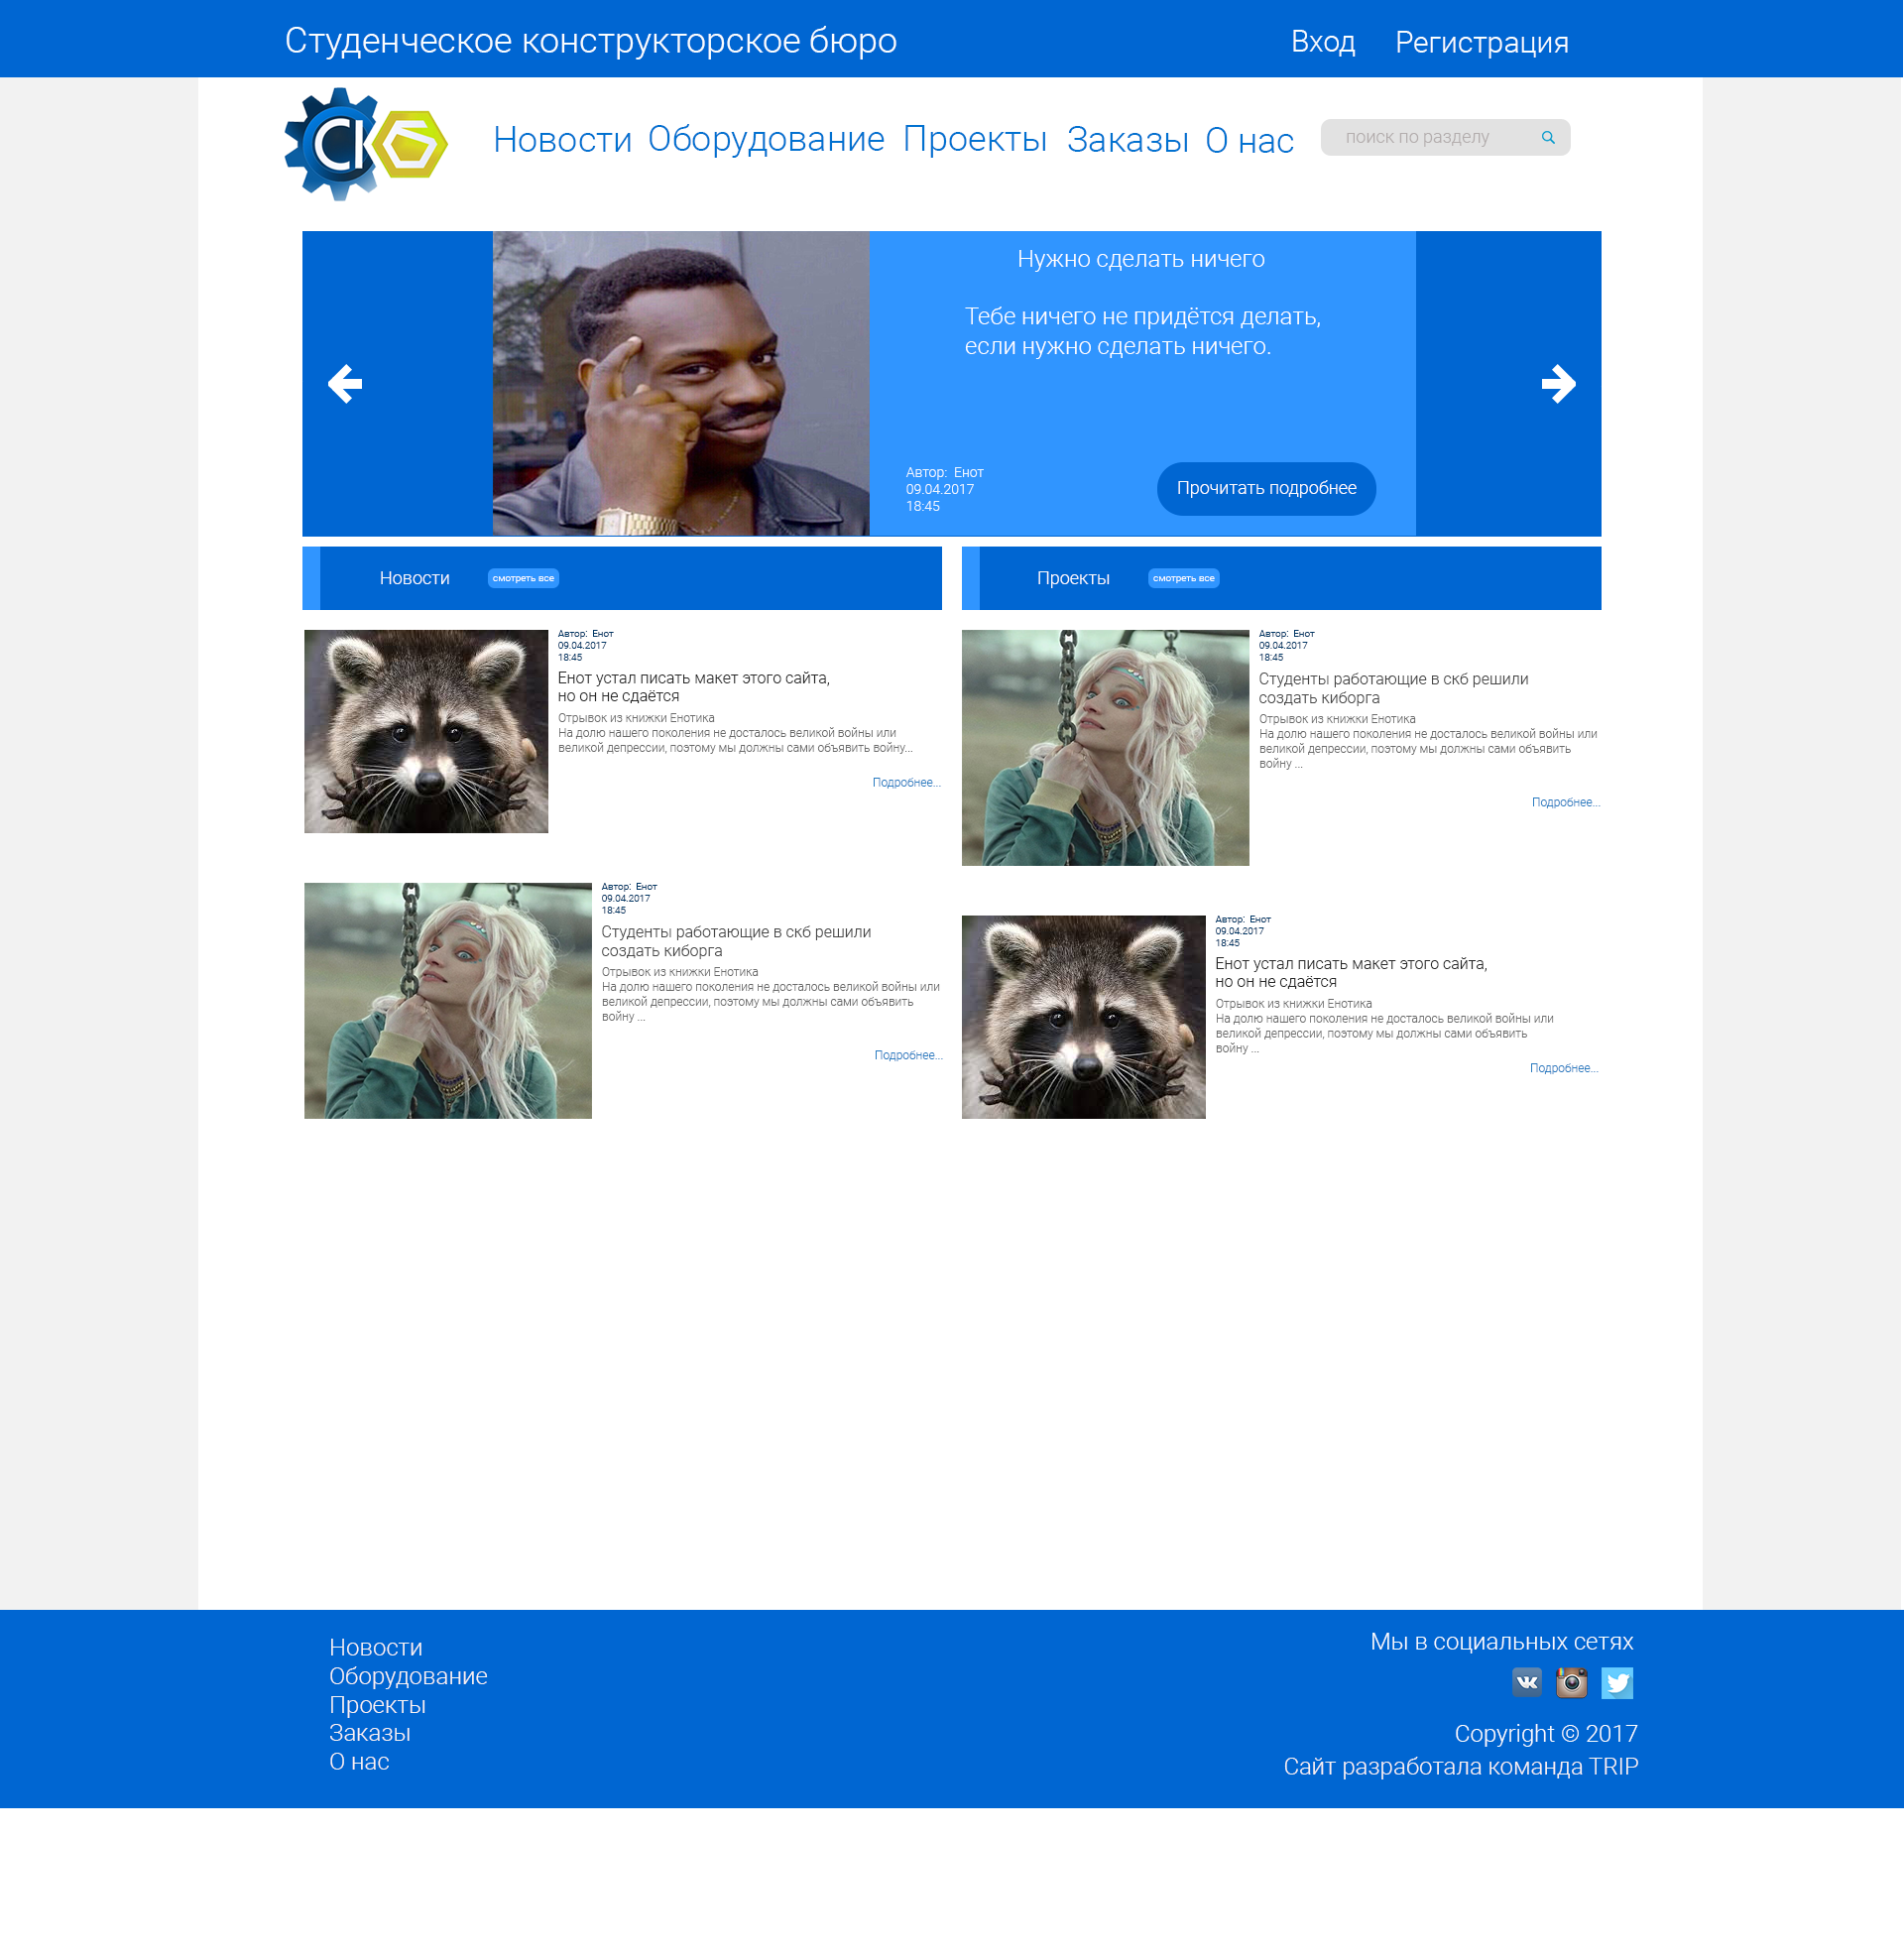 Студенческое конструкторское бюро
Вход
Регистрация
СКБ
Новости
Оборудование
Проекты
Заказы
О нас
поиск по разделу
Нужно сделать ничего
Тебе ничего не придётся делать,
если нужно сделать ничего.
Автор: Енот
09.04.2017
18:45
Прочитать подробнее
Новости
смотреть все
Автор: Енот
09.04.2017
18:45
Енот устал писать макет этого сайта,
но он не сдаётся
Отрывок из книжки Енотика
На долю нашего поколения не досталось великой войны или
великой депрессии, поэтому мы должны сами объявить войну...
Подробнее...
Автор: Енот
09.04.2017
18:45
Студенты работающие в скб решили
создать киборга
Отрывок из книжки Енотика
На долю нашего поколения не досталось великой войны или
великой депрессии, поэтому мы должны сами объявить
войну ...
Подробнее...
Проекты
смотреть все
Автор: Енот
09.04.2017
18:45
Студенты работающие в скб решили
создать киборга
Отрывок из книжки Енотика
На долю нашего поколения не досталось великой войны или
великой депрессии, поэтому мы должны сами объявить
войну ...
Подробнее...
Автор: Енот
09.04.2017
18:45
Енот устал писать макет этого сайта,
но он не сдаётся
Отрывок из книжки Енотика
На долю нашего поколения не досталось великой войны или
великой депрессии, поэтому мы должны сами объявить
войну ...
Подробнее...
Новости
Оборудование
Проекты
Заказы
О нас
Мы в социальных сетях
Copyright © 2017
Сайт разработала команда TRIP